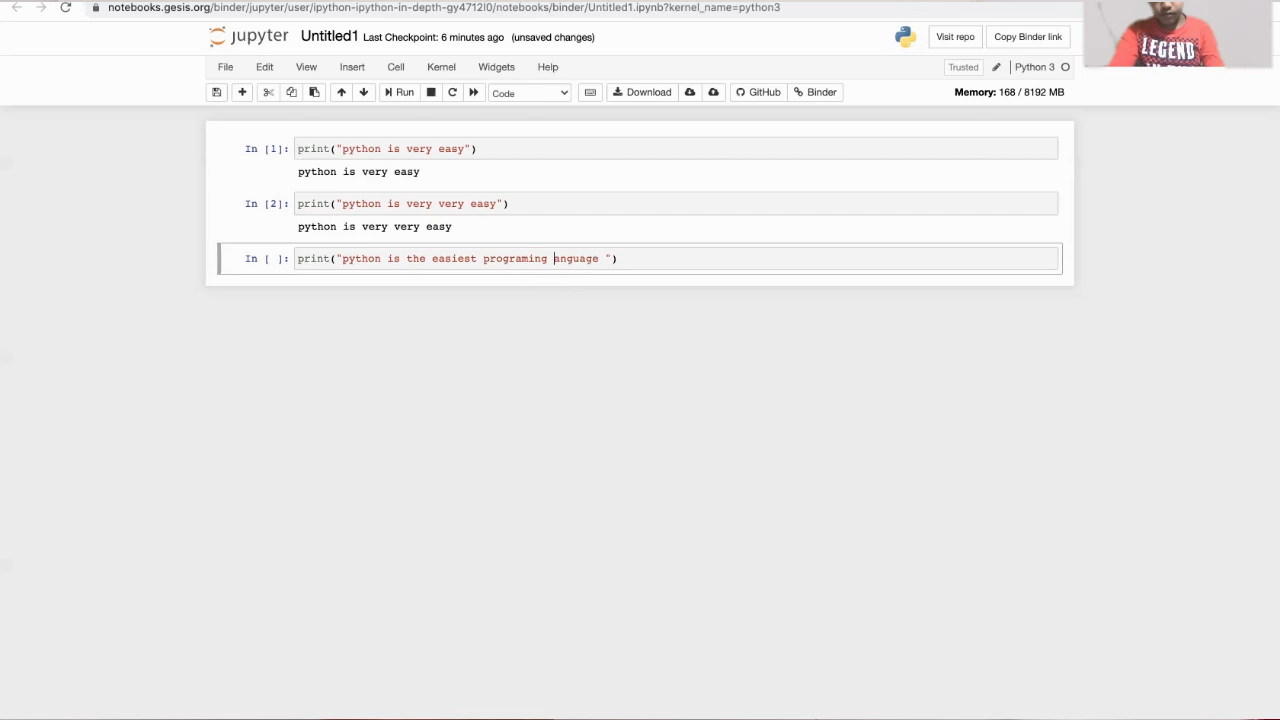 notebooks.gesis.org/binder/jupyter/user/ipython-ipython-in-depth-gy4712l0/notebooks/binder/Untitled1.ipynb?kernel_name=python3
jupyter Untitled1 Last Checkpoint: 6 minutes ago (unsaved changes) Visit repo Copy Binder link
LEGEND
File Edit View Insert Cell Kernel Widgets Help Trusted Python 3
Run Code Download GitHub Binder Memory: 168 / 8192 MB
In [1]: print("python is very easy")
python is very easy
In [2]: print("python is very very easy")
python is very very easy
In [ ]: print("python is the easiest programing anguage ")